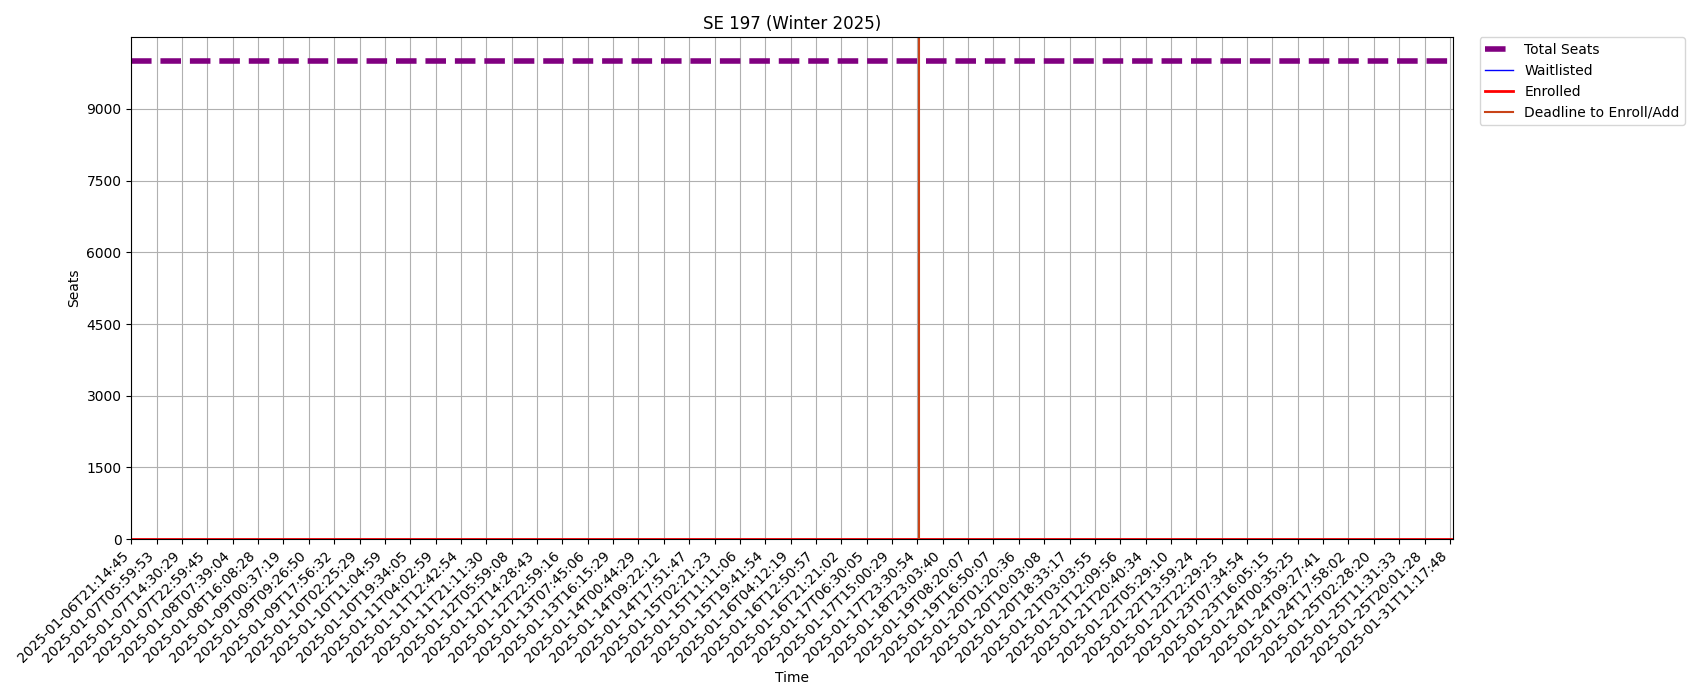 SE 197 (Winter 2025)
Total Seats
Waitlisted
Enrolled
Deadline to Enroll/Add
9000
7500
6000
4500
3000
1500
0
Seats
2025-01-06T21:14:45
2025-01-07T05:59:53
2025-01-07T14:30:29
2025-01-07T22:59:45
2025-01-08T07:39:04
2025-01-08T16:08:28
2025-01-09T00:37:19
2025-01-09T09:26:50
2025-01-09T17:56:32
2025-01-10T02:25:29
2025-01-10T11:04:59
2025-01-10T19:34:05
2025-01-11T04:02:59
2025-01-11T12:42:54
2025-01-11T21:11:30
2025-01-12T05:59:08
2025-01-12T14:28:43
2025-01-12T22:59:16
2025-01-13T07:45:06
2025-01-13T16:15:29
2025-01-14T00:44:29
2025-01-14T09:22:12
2025-01-14T17:51:47
2025-01-15T02:21:23
2025-01-15T11:11:06
2025-01-15T19:41:54
2025-01-16T04:12:19
2025-01-16T12:50:57
2025-01-16T21:21:02
2025-01-17T06:30:05
2025-01-17T15:00:29
2025-01-17T23:30:54
2025-01-18T23:03:40
2025-01-19T08:20:07
2025-01-19T16:50:07
2025-01-20T01:20:36
2025-01-20T10:03:08
2025-01-20T18:33:17
2025-01-21T03:03:55
2025-01-21T12:09:56
2025-01-21T20:40:34
2025-01-22T05:29:10
2025-01-22T13:59:24
2025-01-22T22:29:25
2025-01-23T07:34:54
2025-01-23T16:05:15
2025-01-24T00:35:25
2025-01-24T09:27:41
2025-01-24T17:58:02
2025-01-25T02:28:20
2025-01-25T11:31:33
2025-01-25T20:01:28
2025-01-31T11:17:48
Time